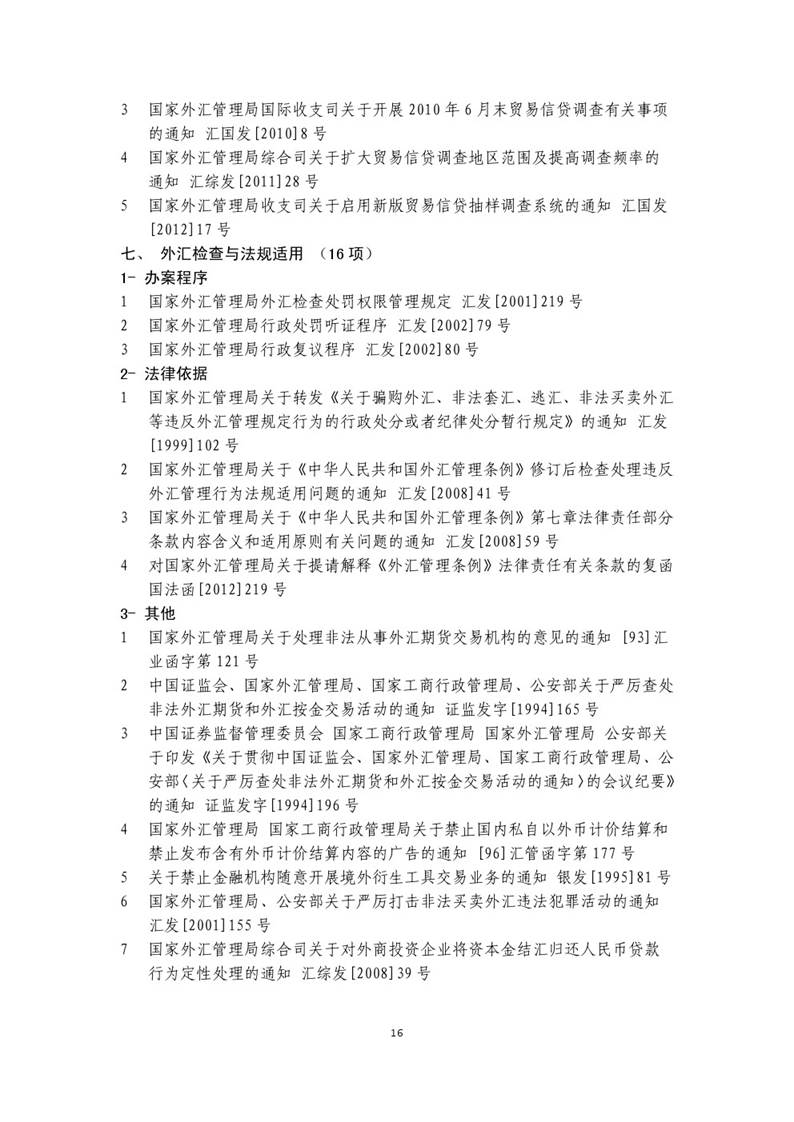 3 国家外汇管理局国际收支司关于开展 2010 年 6 月末贸易信贷调查有关事项
的通知 汇国发[2010]8 号
4 国家外汇管理局综合司关于扩大贸易信贷调查地区范围及提高调查频率的
通知 汇综发[2011]28 号
5 国家外汇管理局收支司关于启用新版贸易信贷抽样调查系统的通知 汇国发
[2012]17 号
七、 外汇检查与法规适用 （16 项）
1- 办案程序
1 国家外汇管理局外汇检查处罚权限管理规定 汇发[2001]219 号
2 国家外汇管理局行政处罚听证程序 汇发[2002]79 号
3 国家外汇管理局行政复议程序 汇发[2002]80 号
2- 法律依据
1 国家外汇管理局关于转发《关于骗购外汇、非法套汇、逃汇、非法买卖外汇
等违反外汇管理规定行为的行政处分或者纪律处分暂行规定》的通知 汇发
[1999]102 号
2 国家外汇管理局关于《中华人民共和国外汇管理条例》修订后检查处理违反
外汇管理行为法规适用问题的通知 汇发[2008]41 号
3 国家外汇管理局关于《中华人民共和国外汇管理条例》第七章法律责任部分
条款内容含义和适用原则有关问题的通知 汇发[2008]59 号
4 对国家外汇管理局关于提请解释《外汇管理条例》法律责任有关条款的复函
国法函[2012]219 号
3- 其他
1 国家外汇管理局关于处理非法从事外汇期货交易机构的意见的通知 [93]汇
业函字第 121 号
2 中国证监会、国家外汇管理局、国家工商行政管理局、公安部关于严厉查处
非法外汇期货和外汇按金交易活动的通知 证监发字[1994]165 号
3 中国证券监督管理委员会 国家工商行政管理局 国家外汇管理局 公安部关
于印发《关于贯彻中国证监会、国家外汇管理局、国家工商行政管理局、公
安部〈关于严厉查处非法外汇期货和外汇按金交易活动的通知〉的会议纪要》
的通知 证监发字[1994]196 号
4 国家外汇管理局 国家工商行政管理局关于禁止国内私自以外币计价结算和
禁止发布含有外币计价结算内容的广告的通知 [96]汇管函字第 177 号
5 关于禁止金融机构随意开展境外衍生工具交易业务的通知 银发[1995]81 号
6 国家外汇管理局、公安部关于严厉打击非法买卖外汇违法犯罪活动的通知
汇发[2001]155 号
7 国家外汇管理局综合司关于对外商投资企业将资本金结汇归还人民币贷款
行为定性处理的通知 汇综发[2008]39 号
16